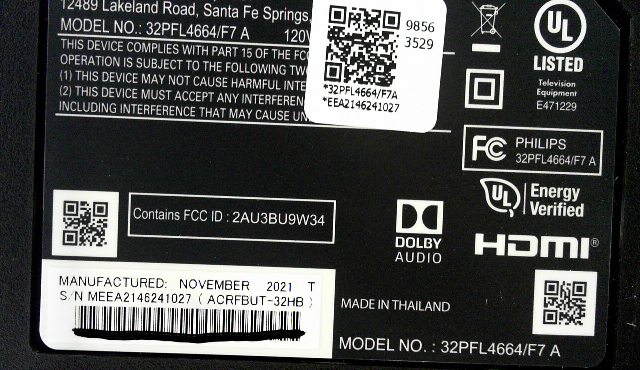 12489 Lakeland Road, Santa Fe Springs,
MODEL NO.: 32PFL4664/F7 A 120V
THIS DEVICE COMPLIES WITH PART 15 OF THE FCC
OPERATION IS SUBJECT TO THE FOLLOWING TWO
(1) THIS DEVICE MAY NOT CAUSE HARMFUL INTE
(2) THIS DEVICE MUST ACCEPT ANY INTERFEREN
INCLUDING INTERFERENCE THAT MAY CAUSE UN
9856
3529
*32PFL4664/F7A
*EEA2146241027
UL
LISTED
Television
Equipment
E471229
FC PHILIPS
32PFL4664/F7 A
UL Energy
Verified
Contains FCC ID : 2AU3BU9W34
DOLBY
AUDIO
HDMI®
MANUFACTURED: NOVEMBER 2021 T
S/N MEEA2146241027 ( ACRFBUT-32HB )
MADE IN THAILAND
MODEL NO. : 32PFL4664/F7 A